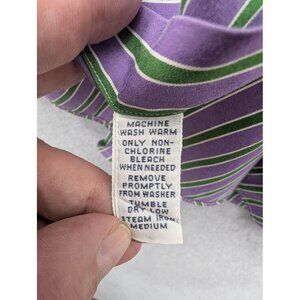 MACHINE
WASH WARM
ONLY NON-
CHLORINE
BLEACH
WHEN NEEDED
REMOVE
PROMPTLY
FROM WASHER
TUMBLE
DRY LOW
STEAM IRON
MEDIUM